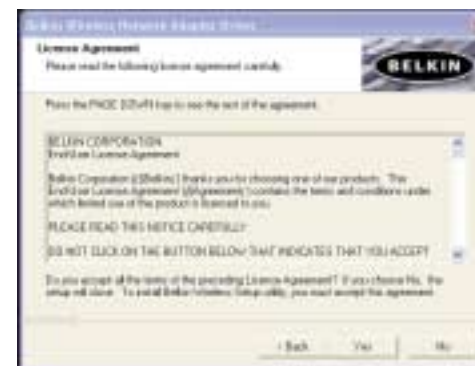 Belkin Wireless Network Adapter Driver
License Agreement
Please read the following license agreement carefully.
BELKIN
Press the PAGE DOWN key to see the rest of the agreement.
BELKIN CORPORATION
End-User License Agreement
Belkin Corporation ("Belkin") thanks you for choosing one of our products. This
End-User License Agreement ("Agreement") contains the terms and conditions under
which limited use of the product is licensed to you.
PLEASE READ THIS NOTICE CAREFULLY:
DO NOT CLICK ON THE BUTTON BELOW THAT INDICATES THAT YOU ACCEPT
Do you accept all the terms of the preceding License Agreement? If you choose No, the
setup will close. To install Belkin Wireless Setup utility, you must accept this agreement.
< Back
Yes
No